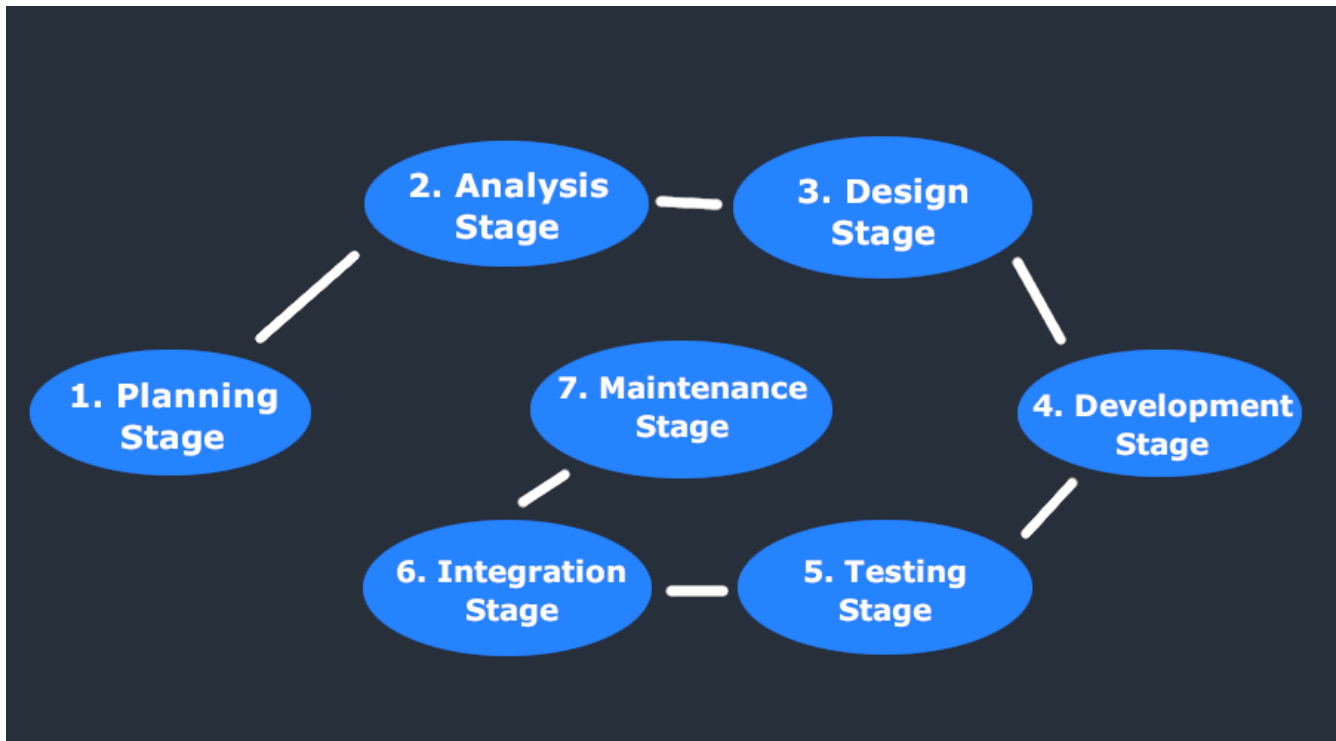 1. Planning
Stage
2. Analysis
Stage
3. Design
Stage
4. Development
Stage
5. Testing
Stage
6. Integration
Stage
7. Maintenance
Stage